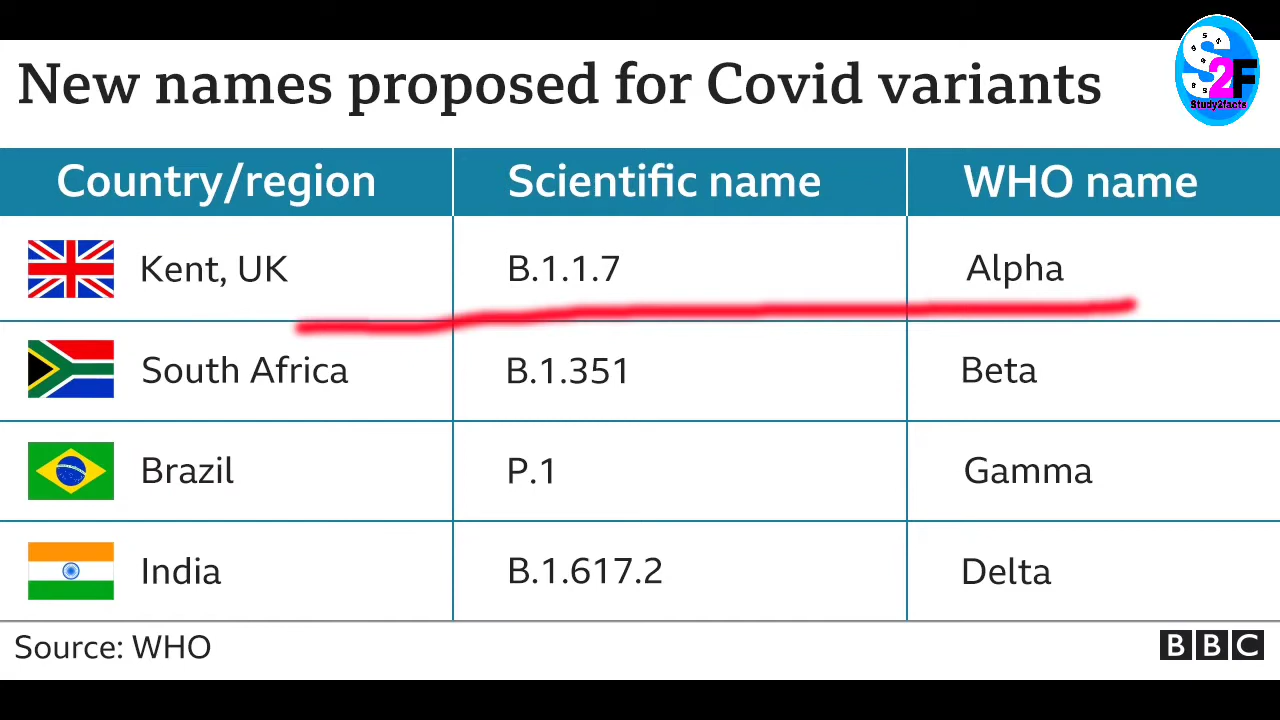 New names proposed for Covid variants
S2F
Study2facts
Country/region Scientific name WHO name
Kent, UK B.1.1.7 Alpha
South Africa B.1.351 Beta
Brazil P.1 Gamma
India B.1.617.2 Delta
Source: WHO
BBC